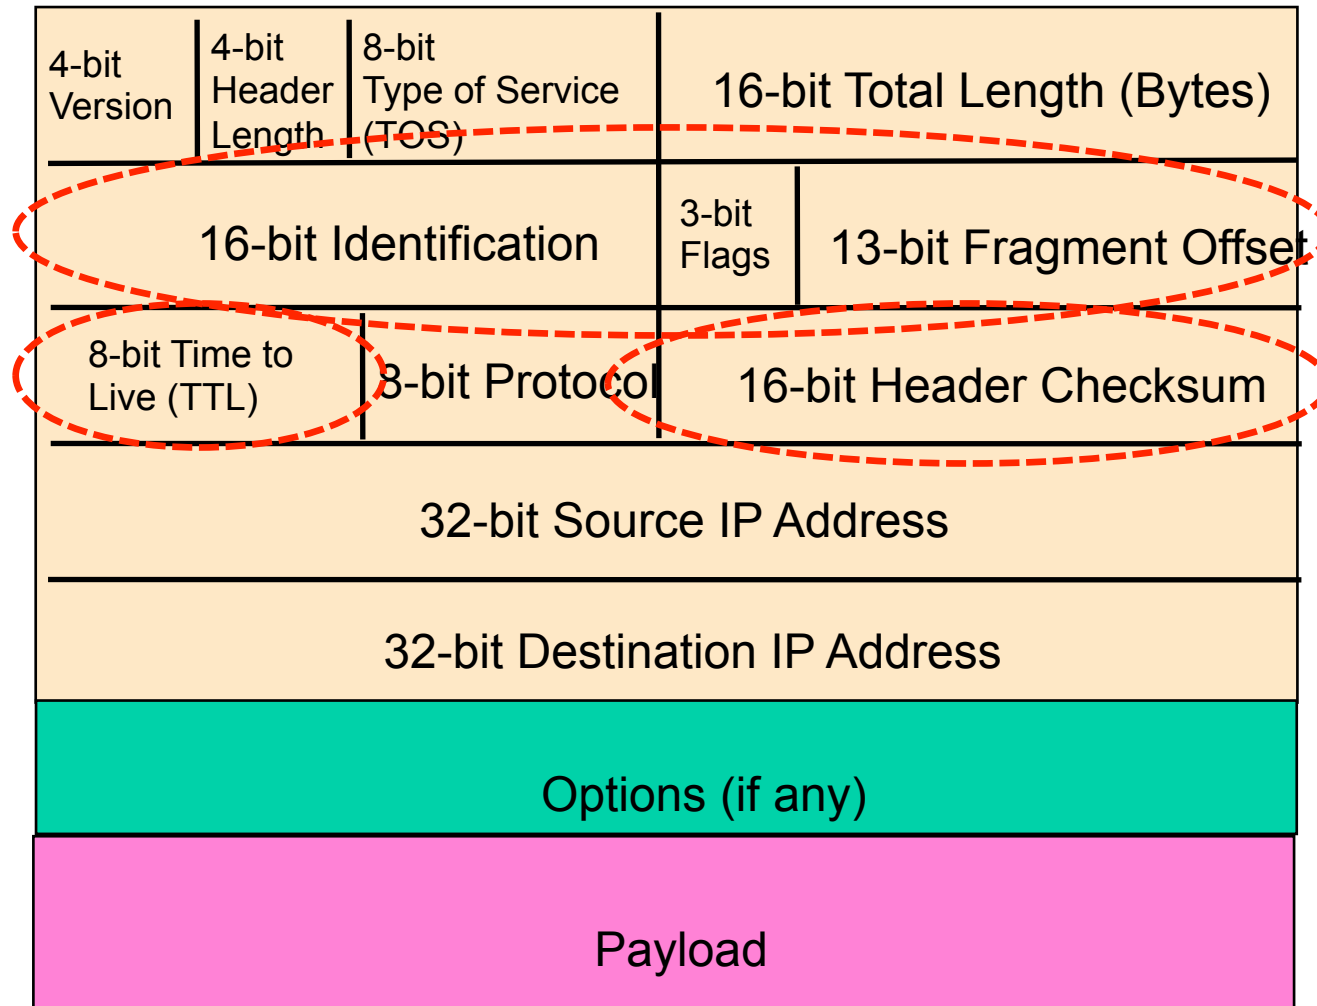 4-bit
Version
4-bit
Header
Length
8-bit
Type of Service
(TOS)
16-bit Total Length (Bytes)
16-bit Identification
3-bit
Flags
13-bit Fragment Offset
8-bit Time to
Live (TTL)
8-bit Protocol
16-bit Header Checksum
32-bit Source IP Address
32-bit Destination IP Address
Options (if any)
Payload